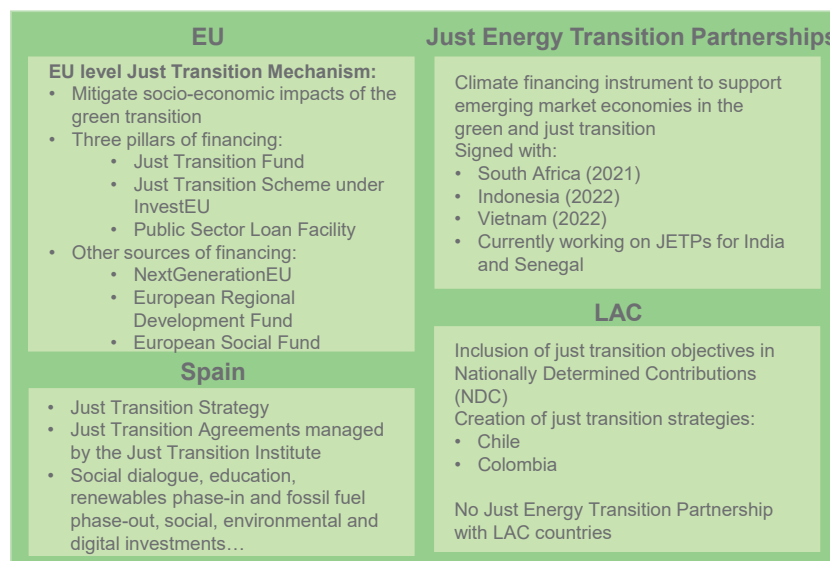 EU
EU level Just Transition Mechanism:
• Mitigate socio-economic impacts of the
green transition
• Three pillars of financing:
• Just Transition Fund
• Just Transition Scheme under
InvestEU
• Public Sector Loan Facility
• Other sources of financing:
• NextGenerationEU
• European Regional
Development Fund
• European Social Fund
Spain
• Just Transition Strategy
• Just Transition Agreements managed
by the Just Transition Institute
• Social dialogue, education,
renewables phase-in and fossil fuel
phase-out, social, environmental and
digital investments…
Just Energy Transition Partnerships
Climate financing instrument to support
emerging market economies in the
green and just transition
Signed with:
• South Africa (2021)
• Indonesia (2022)
• Vietnam (2022)
• Currently working on JETPs for India
and Senegal
LAC
Inclusion of just transition objectives in
Nationally Determined Contributions
(NDC)
Creation of just transition strategies:
• Chile
• Colombia
No Just Energy Transition Partnership
with LAC countries